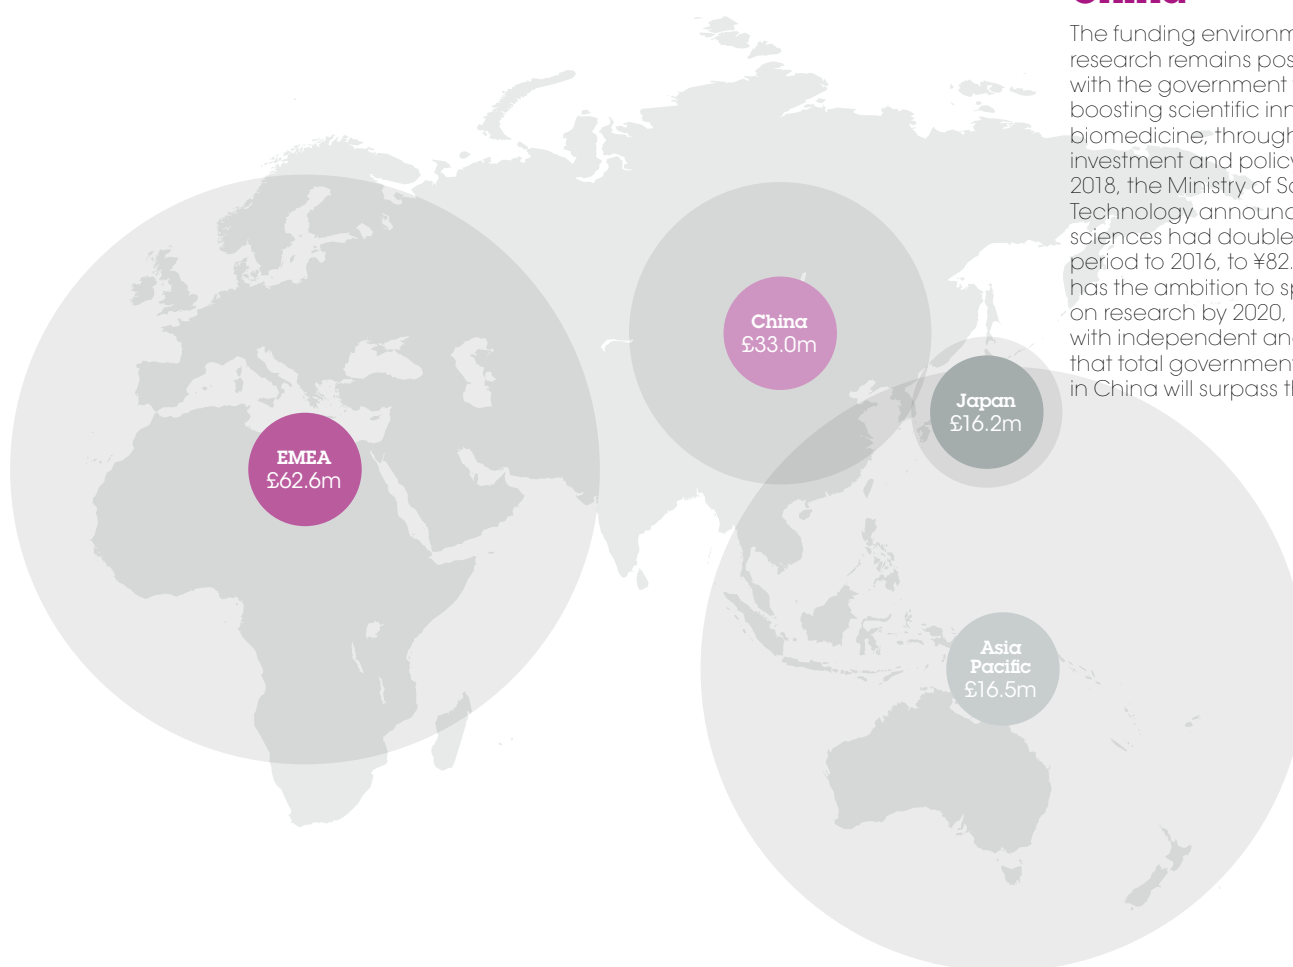 China
The funding environm
research remains pos
with the government
boosting scientific inn
biomedicine, through
investment and policy
2018, the Ministry of Sc
Technology announc
sciences had double
period to 2016, to ¥82.
has the ambition to sp
on research by 2020,
with independent an
that total government
in China will surpass th
China
£33.0m
Japan
£16.2m
EMEA
£62.6m
Asia
Pacific
£16.5m